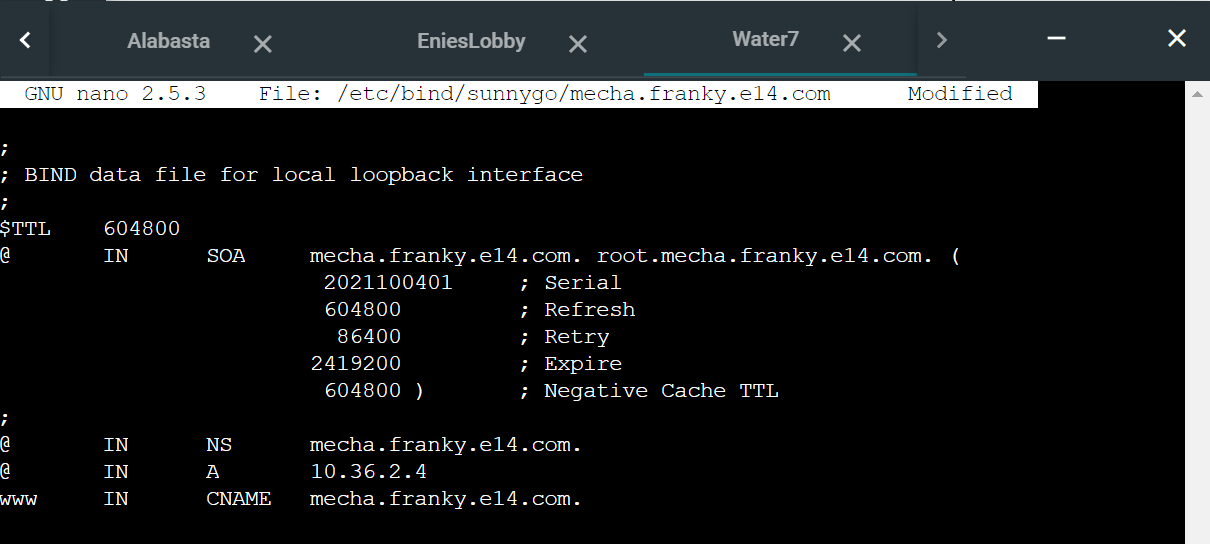 Alabasta EniesLobby Water7
GNU nano 2.5.3 File: /etc/bind/sunnygo/mecha.franky.e14.com Modified
;
; BIND data file for local loopback interface
;
$TTL 604800
@ IN SOA mecha.franky.e14.com. root.mecha.franky.e14.com. (
2021100401 ; Serial
604800 ; Refresh
86400 ; Retry
2419200 ; Expire
604800 ) ; Negative Cache TTL
;
@ IN NS mecha.franky.e14.com.
@ IN A 10.36.2.4
www IN CNAME mecha.franky.e14.com.